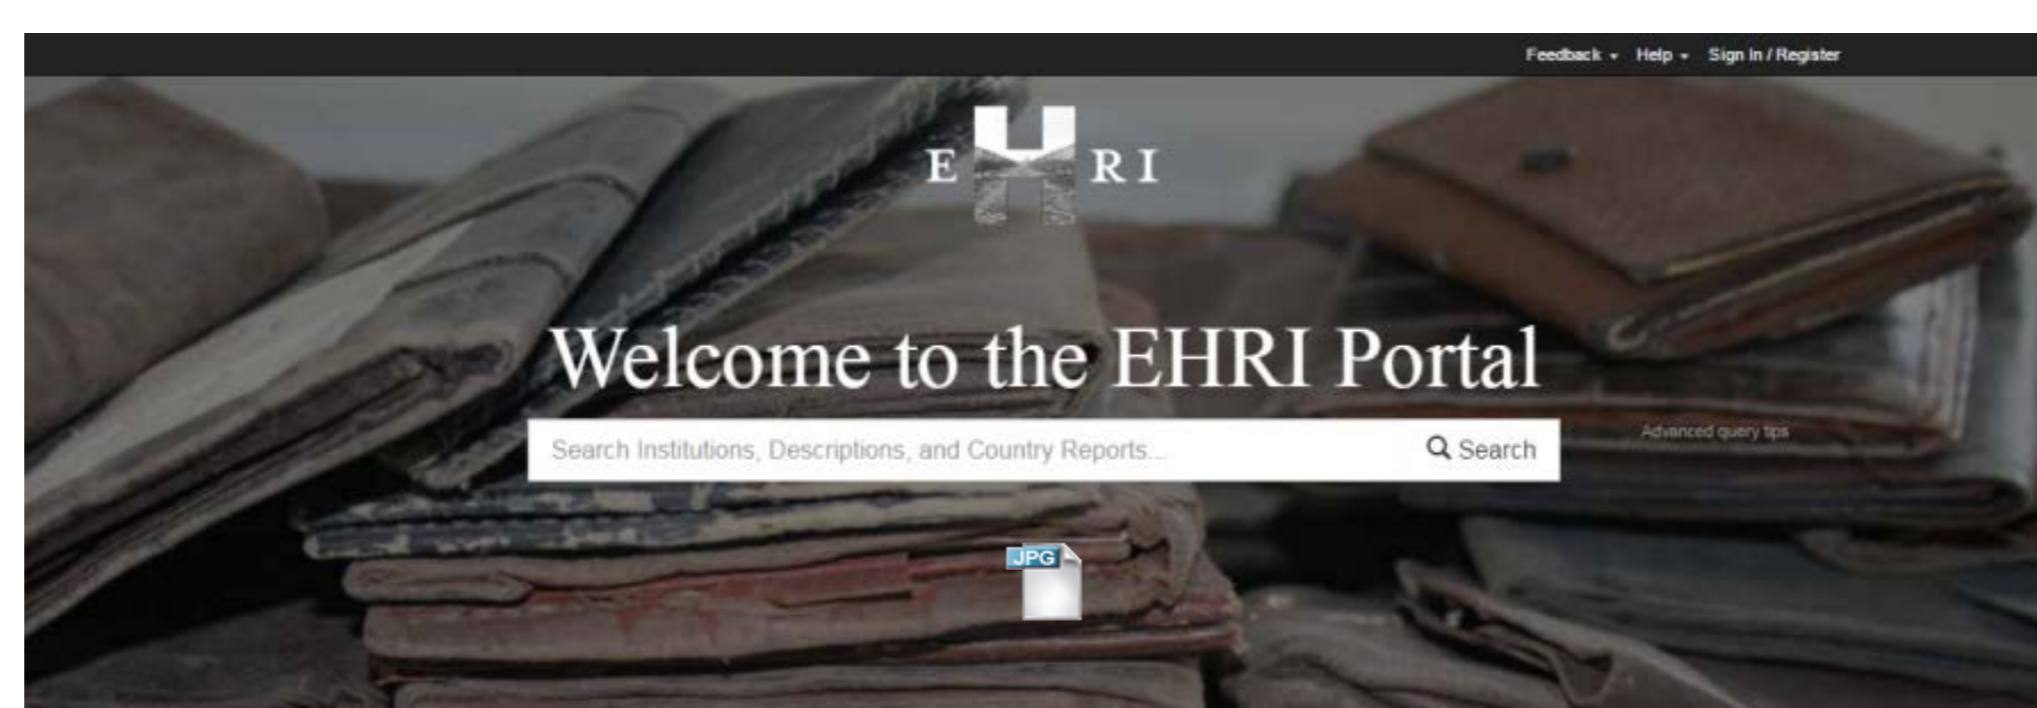 Feedback Help Sign In / Register
E H R I
Welcome to the EHRI Portal
Search Institutions, Descriptions, and Country Reports... Search
Advanced query tips
JPG